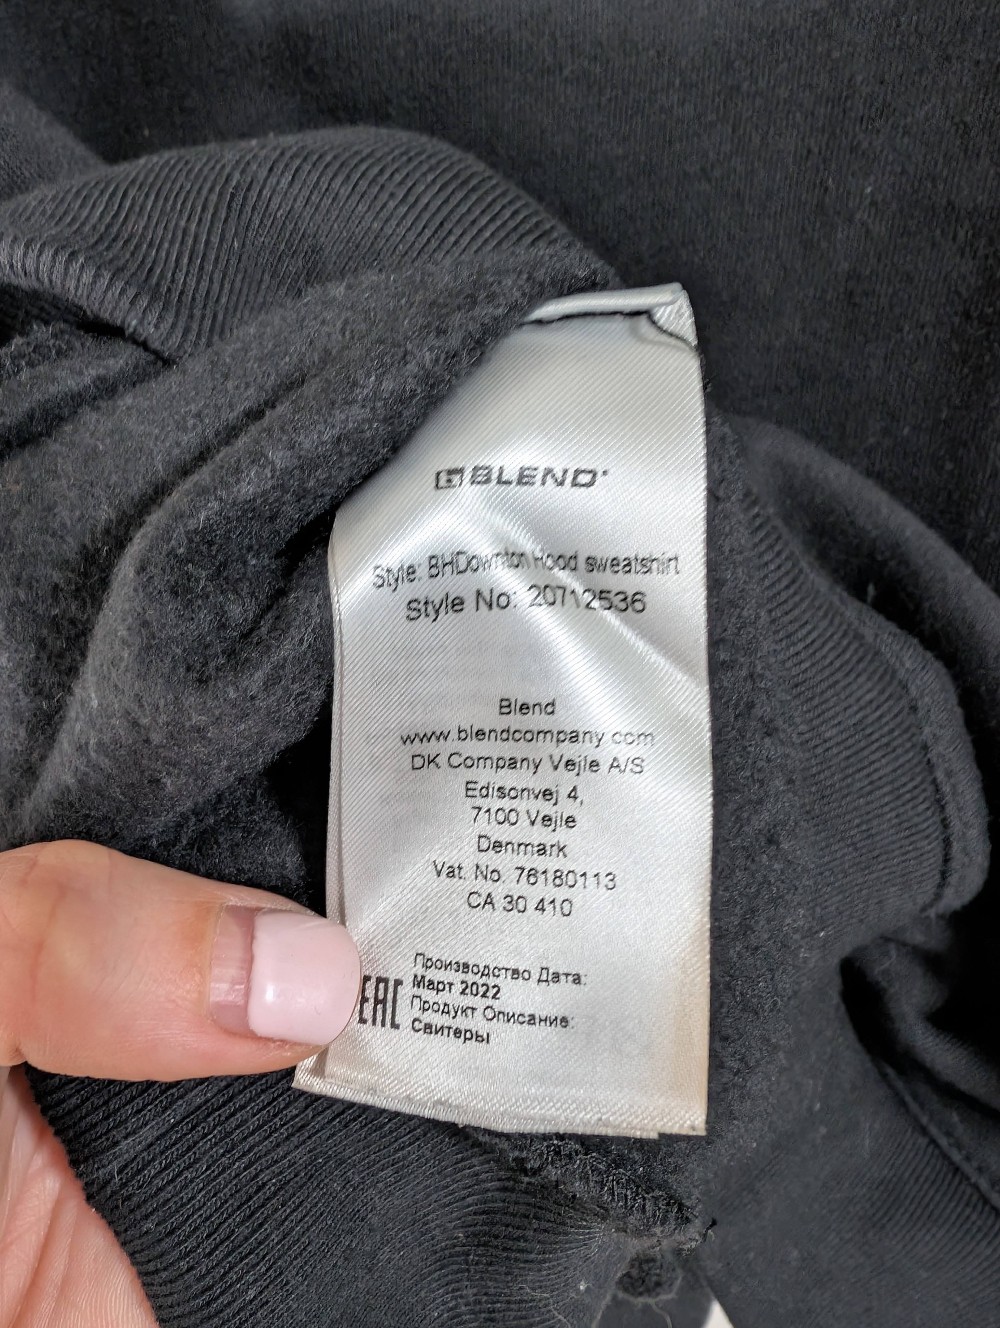 BLEND
Style: BHDownton Hood sweatshirt
Style No: 20712536
Blend
www.blendcompany.com
DK Company Vejle A/S
Edisonvej 4,
7100 Vejle
Denmark
Vat. No. 76180113
CA 30 410
EAC
Производство Дата:
Март 2022
Продукт Описание:
Свитеры